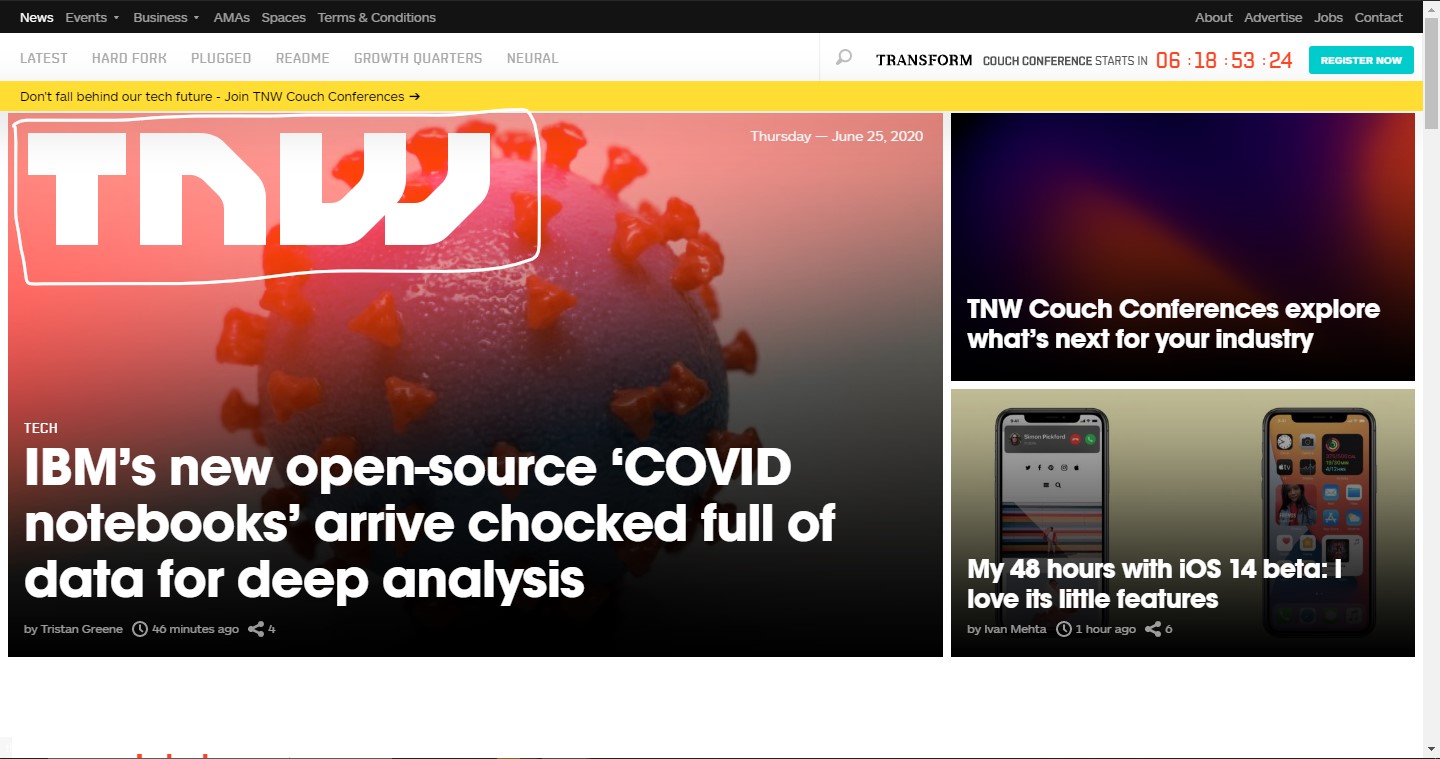 News Events Business AMAs Spaces Terms & Conditions About Advertise Jobs Contact
LATEST HARD FORK PLUGGED README GROWTH QUARTERS NEURAL TRANSFORM COUCH CONFERENCE STARTS IN 06 : 18 : 53 : 24 REGISTER NOW
Don't fall behind our tech future - Join TNW Couch Conferences →
TNW
Thursday — June 25, 2020
TECH
IBM’s new open-source ‘COVID
notebooks’ arrive chocked full of
data for deep analysis
by Tristan Greene 46 minutes ago 4
TNW Couch Conferences explore
what’s next for your industry
Simon Pickford
My 48 hours with iOS 14 beta: I
love its little features
by Ivan Mehta 1 hour ago 6